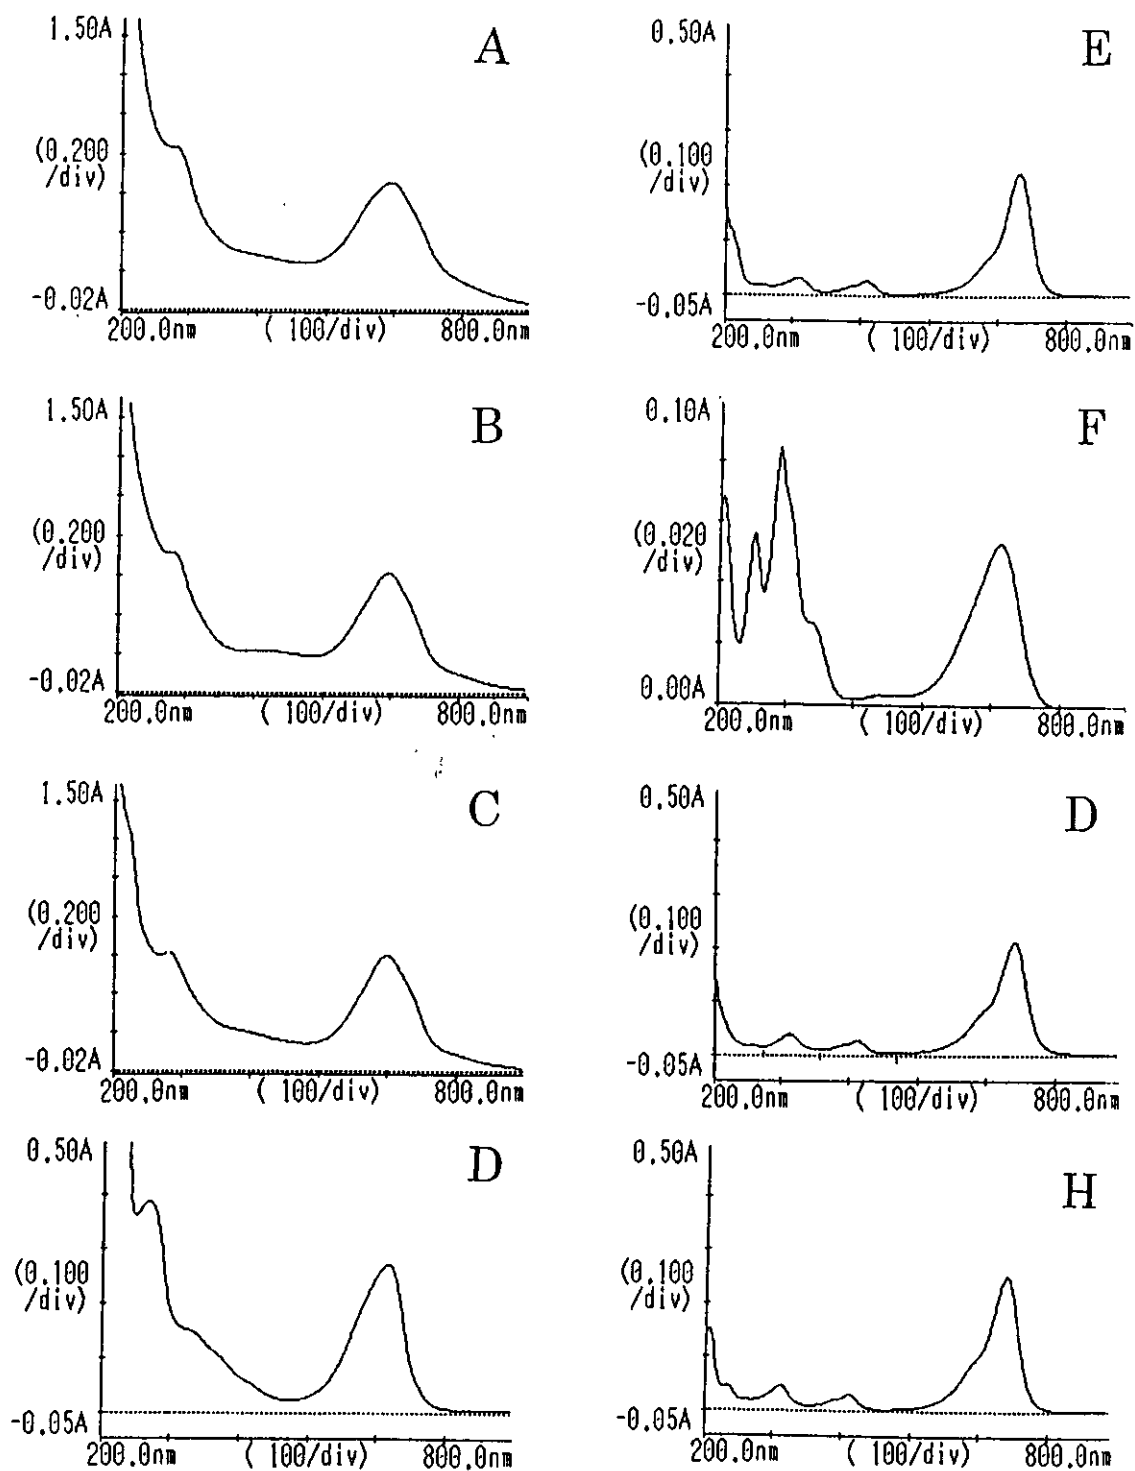 1.50A
A
(0.200
/div)
-0.02A
200.0nm ( 100/div) 800.0nm
1.50A
B
(0.200
/div)
-0.02A
200.0nm ( 100/div) 800.0nm
1.50A
C
(0.200
/div)
-0.02A
200.0nm ( 100/div) 800.0nm
0.50A
D
(0.100
/div)
-0.05A
200.0nm ( 100/div) 800.0nm
0.50A
E
(0.100
/div)
-0.05A
200.0nm ( 100/div) 800.0nm
0.10A
F
(0.020
/div)
0.00A
200.0nm ( 100/div) 800.0nm
0.50A
D
(0.100
/div)
-0.05A
200.0nm ( 100/div) 800.0nm
0.50A
H
(0.100
/div)
-0.05A
200.0nm ( 100/div) 800.0nm